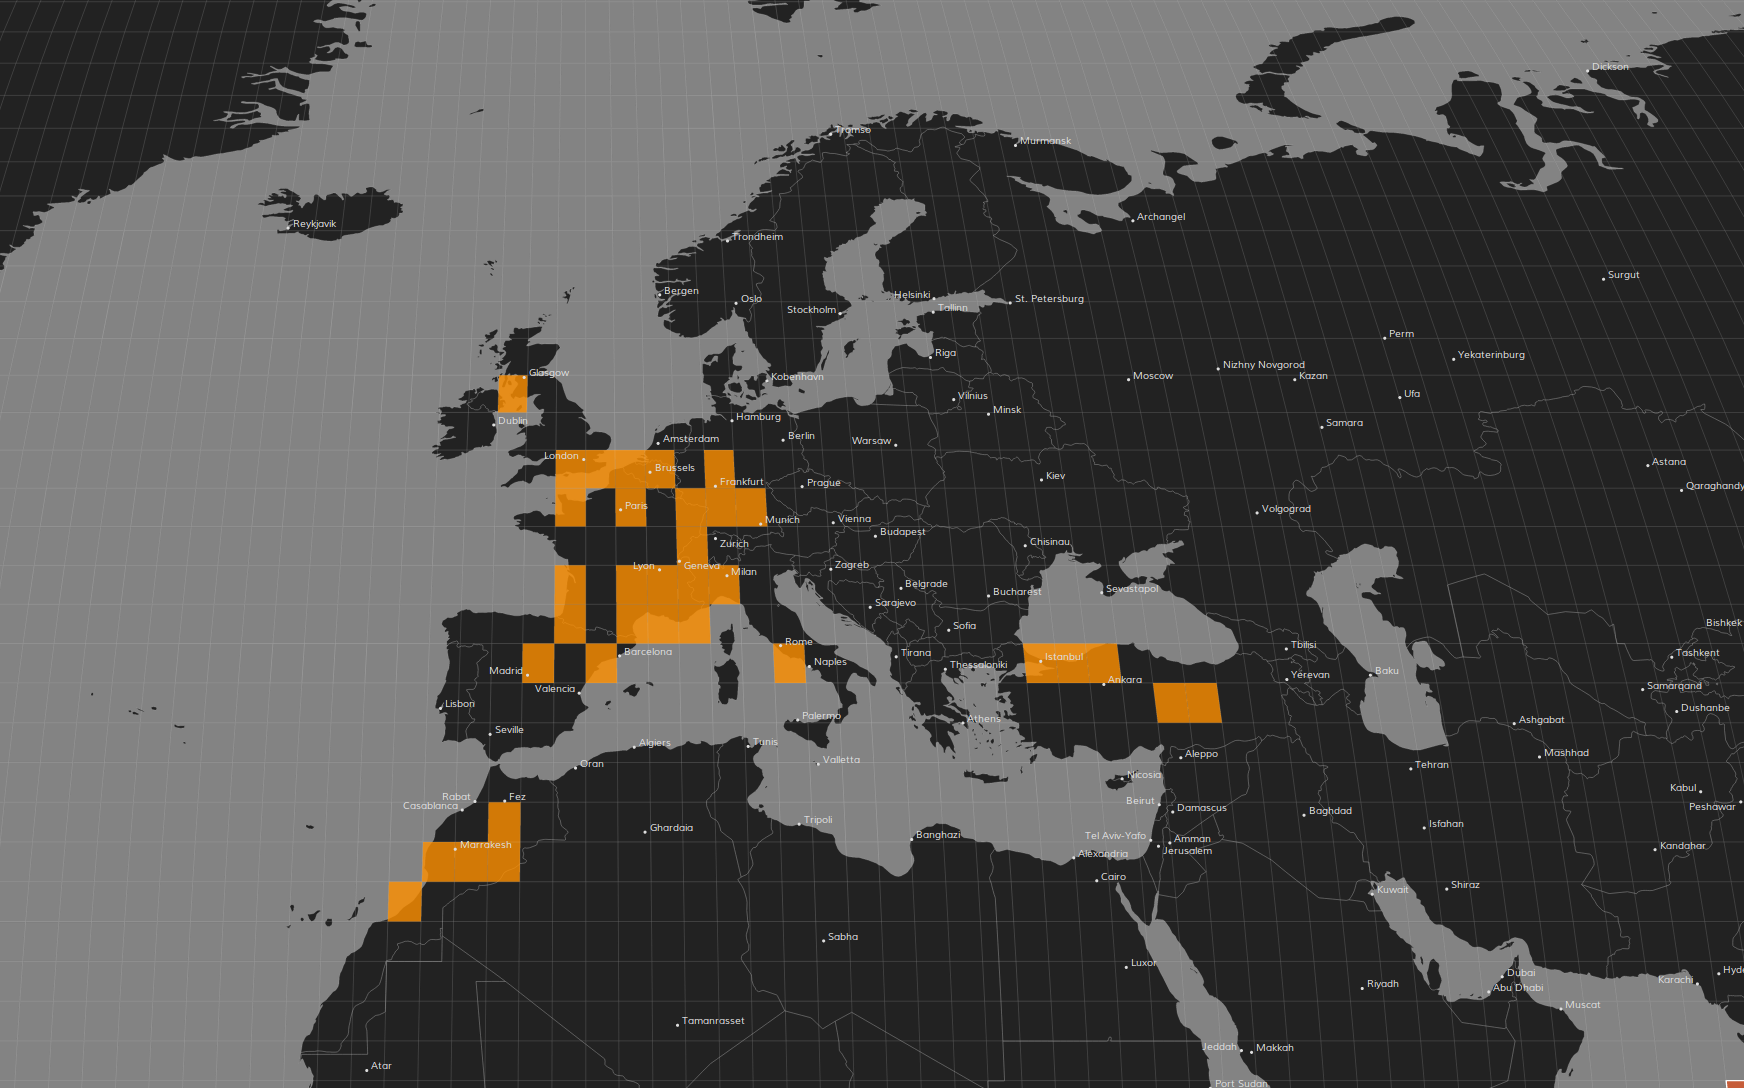 Dickson
Tromso
Murmansk
Archangel
Reykjavik
Trondheim
Surgut
Bergen
Oslo
Helsinki
St. Petersburg
Stockholm
Tallinn
Perm
Riga
Yekaterinburg
Nizhny Novgorod
Glasgow
Kobenhavn
Moscow
Kazan
Vilnius
Ufa
Minsk
Dublin
Hamburg
Samara
Amsterdam
Berlin
Warsaw
London
Brussels
Astana
Kiev
Frankfurt
Prague
Qaraghandy
Paris
Volgograd
Munich
Vienna
Budapest
Zurich
Chisinau
Lyon
Geneva
Milan
Zagreb
Belgrade
Bucharest
Sevastapol
Sarajevo
Sofia
Bishkek
Rome
Tbilisi
Barcelona
Tirana
Istanbul
Tashkent
Naples
Thessaloniki
Madrid
Ankara
Yerevan
Baku
Valencia
Samarqand
Lisbon
Dushanbe
Palermo
Athens
Ashgabat
Seville
Algiers
Tunis
Aleppo
Mashhad
Oran
Valletta
Nicosia
Tehran
Kabul
Rabat
Fez
Casablanca
Beirut
Damascus
Peshawar
Baghdad
Ghardaia
Tripoli
Isfahan
Banghazi
Tel Aviv-Yafo
Amman
Marrakesh
Jerusalem
Kandahar
Alexandria
Cairo
Shiraz
Kuwait
Sabha
Luxor
Dubai
Hyd
Karachi
Riyadh
Abu Dhabi
Muscat
Tamanrasset
Jeddah
Makkah
Atar
Port Sudan